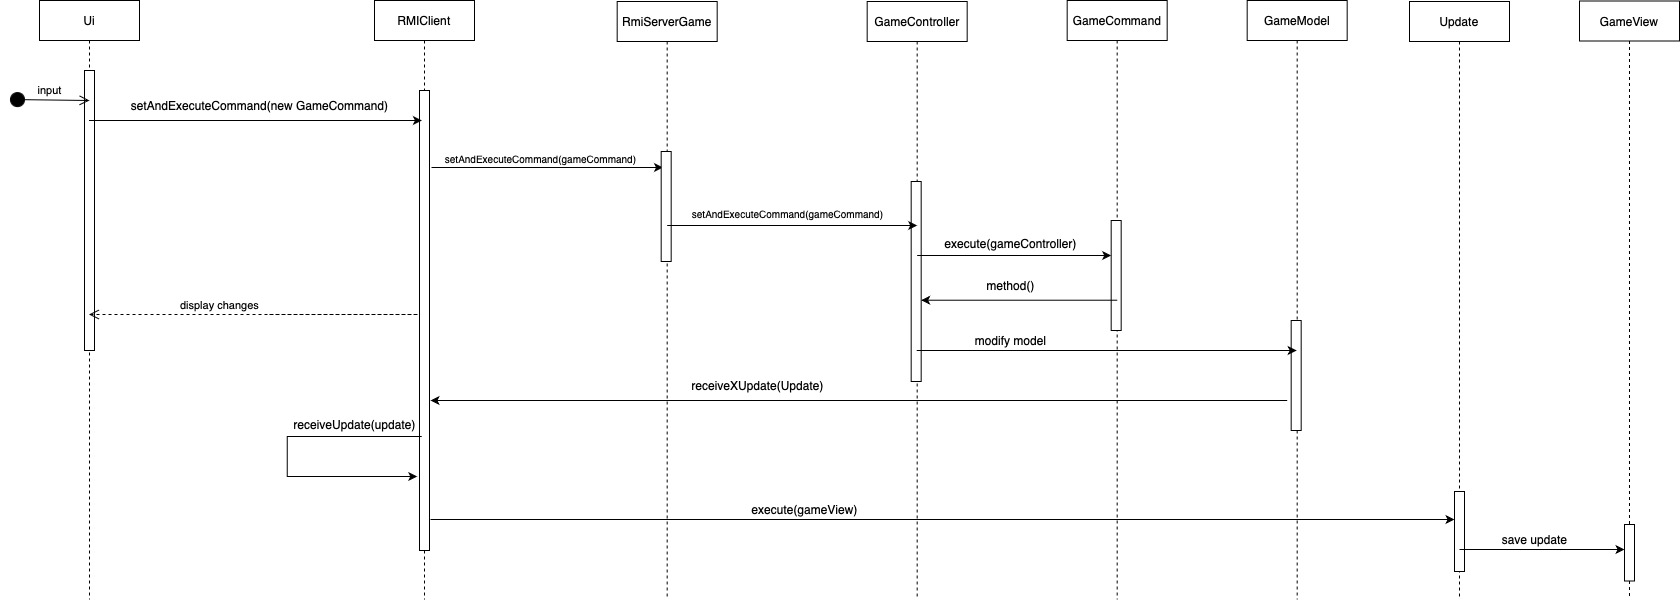 Ui
RMIClient
RmiServerGame
GameController
GameCommand
GameModel
Update
GameView
input
setAndExecuteCommand(new GameCommand)
setAndExecuteCommand(gameCommand)
setAndExecuteCommand(gameCommand)
execute(gameController)
method()
display changes
modify model
receiveXUpdate(Update)
receiveUpdate(update)
execute(gameView)
save update